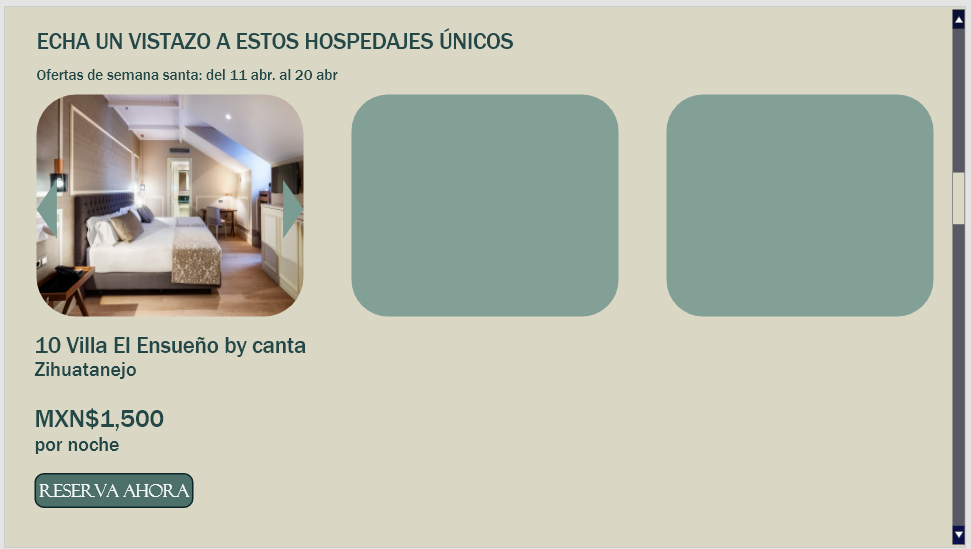 ECHA UN VISTAZO A ESTOS HOSPEDAJES ÚNICOS
Ofertas de semana santa: del 11 abr. al 20 abr
10 Villa El Ensueño by canta
Zihuatanejo
MXN$1,500
por noche
RESERVA AHORA